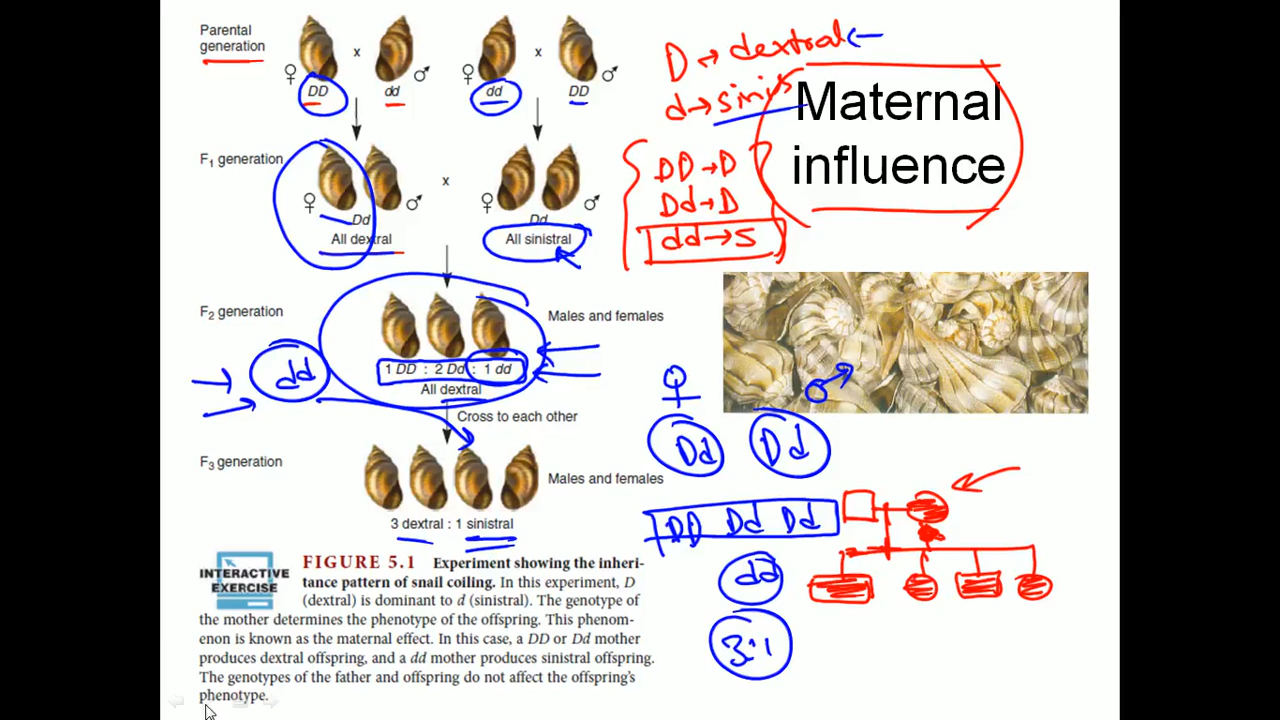 Parental
generation
♀ x ♂ ♀ x ♂
DD dd dd DD
D → dextral ←
d → sinis
Maternal
influence
F1 generation
♀ ♂ x ♀ ♂
Dd Dd
All dextral All sinistral
DD → D
Dd → D
dd → S
F2 generation
Males and females
dd
1 DD : 2 Dd : 1 dd
All dextral
Cross to each other
♀ ♂
Dd Dd
F3 generation
Males and females
3 dextral : 1 sinistral
DD Dd Dd
dd
3:1
INTERACTIVE
EXERCISE
FIGURE 5.1 Experiment showing the inheri-
tance pattern of snail coiling. In this experiment, D
(dextral) is dominant to d (sinistral). The genotype of
the mother determines the phenotype of the offspring. This phenom-
enon is known as the maternal effect. In this case, a DD or Dd mother
produces dextral offspring, and a dd mother produces sinistral offspring.
The genotypes of the father and offspring do not affect the offspring's
phenotype.